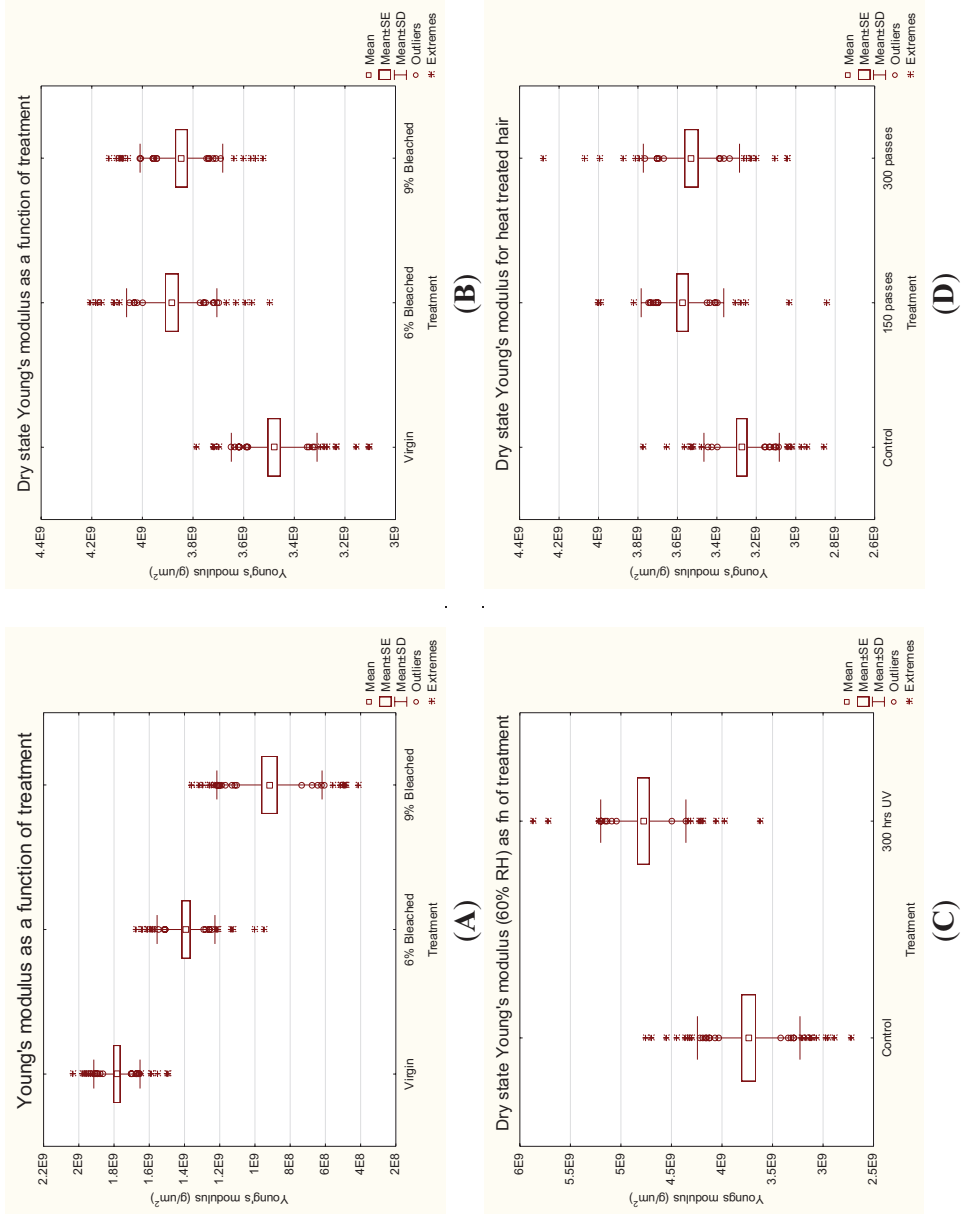 Young's modulus as a function of treatment
2.2E9
2E9
1.8E9
1.6E9
1.4E9
1.2E9
1E9
8E8
6E8
4E8
2E8
Young's modulus (g/um²)
Virgin
6% Bleached
9% Bleached
Treatment
Mean
Mean±SE
Mean±SD
Outliers
Extremes
(A)
Dry state Young's modulus as a function of treatment
4.4E9
4.2E9
4E9
3.8E9
3.6E9
3.4E9
3.2E9
3E9
Young's modulus (g/um²)
Virgin
6% Bleached
9% Bleached
Treatment
Mean
Mean±SE
Mean±SD
Outliers
Extremes
(B)
Dry state Young's modulus (60% RH) as fn of treatment
6E9
5.5E9
5E9
4.5E9
4E9
3.5E9
3E9
2.5E9
Youngs modulus (g/um²)
Control
300 hrs UV
Treatment
Mean
Mean±SE
Mean±SD
Outliers
Extremes
(C)
Dry state Young's modulus for heat treated hair
4.4E9
4E9
3.8E9
3.6E9
3.4E9
3.2E9
3E9
2.8E9
2.6E9
Young's modulus (g/um²)
Control
150 passes
300 passes
Treatment
Mean
Mean±SE
Mean±SD
Outliers
Extremes
(D)